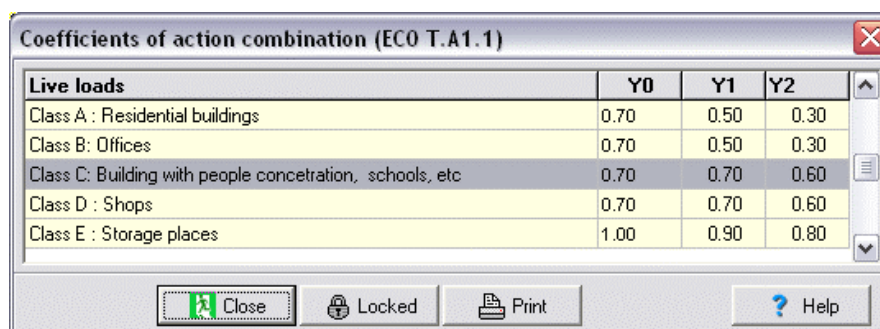 Coefficients of action combination (EC0 T.A1.1)
Live loads Y0 Y1 Y2
Class A : Residential buildings 0.70 0.50 0.30
Class B: Offices 0.70 0.50 0.30
Class C: Building with people concetration, schools, etc 0.70 0.70 0.60
Class D : Shops 0.70 0.70 0.60
Class E : Storage places 1.00 0.90 0.80
Close Locked Print ? Help